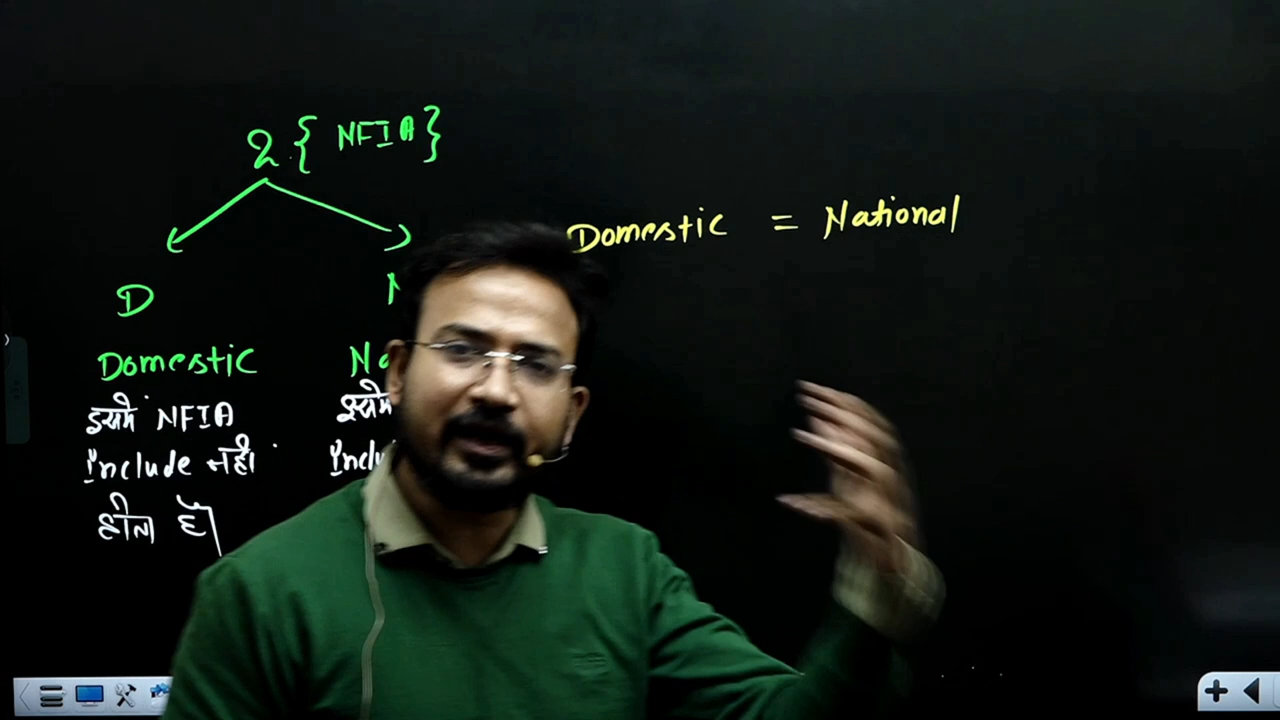 2 { NFIA }
Domestic = National
D
Domestic
इसमे NFIA
Include नही
होता है।